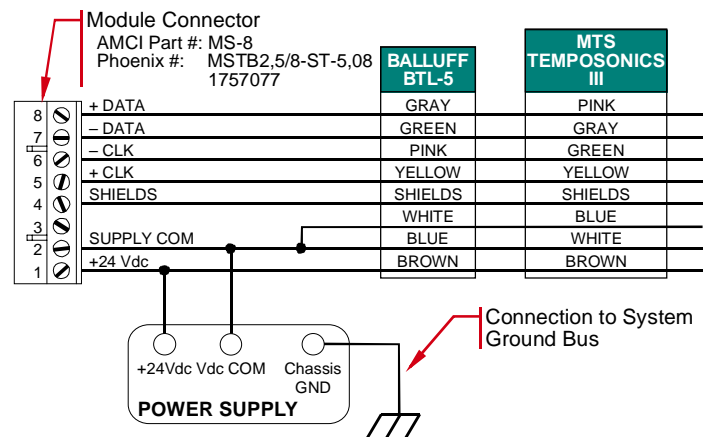 Module Connector
AMCI Part #: MS-8
Phoenix #: MSTB2,5/8-ST-5,08
1757077
BALLUFF
BTL-5
MTS
TEMPOSONICS
III
8 + DATA GRAY PINK
7 – DATA GREEN GRAY
6 – CLK PINK GREEN
5 + CLK YELLOW YELLOW
4 SHIELDS SHIELDS SHIELDS
3 WHITE BLUE
2 SUPPLY COM BLUE WHITE
1 +24 Vdc BROWN BROWN
Connection to System
Ground Bus
+24Vdc Vdc COM Chassis
GND
POWER SUPPLY